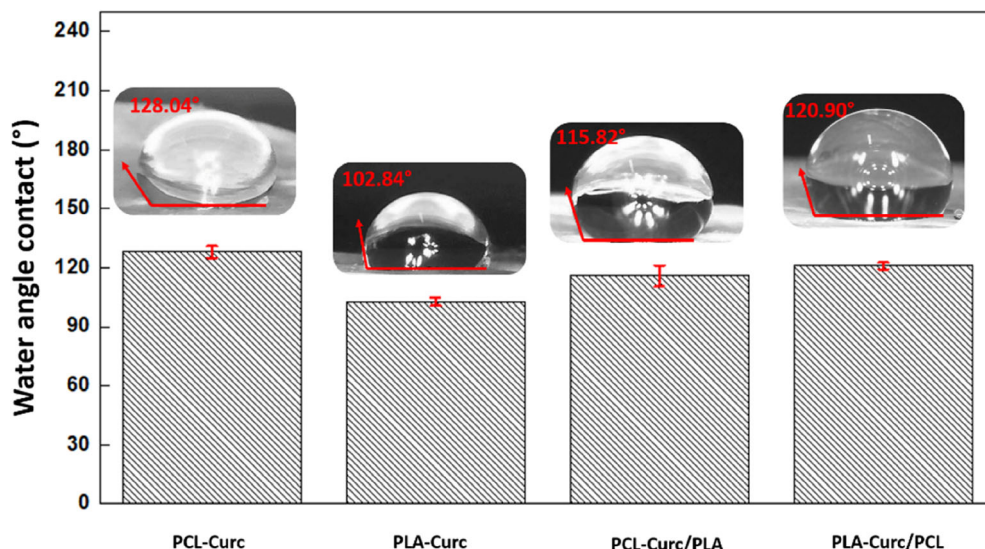 Water angle contact (°)
240
210
180
150
120
90
60
30
0
128.04°
102.84°
115.82°
120.90°
PCL-Curc
PLA-Curc
PCL-Curc/PLA
PLA-Curc/PCL